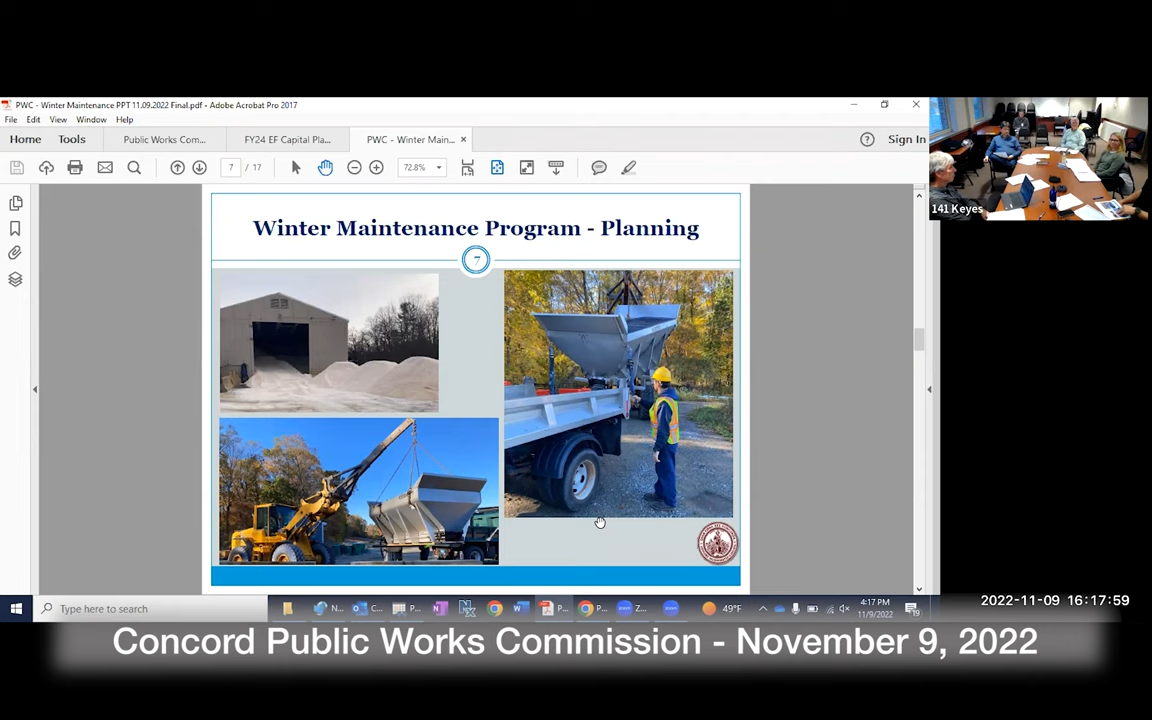 PWC - Winter Maintenance PPT 11.09.2022 Final.pdf - Adobe Acrobat Pro 2017
File Edit View Window Help
Home Tools Public Works Com... FY24 EF Capital Pla... PWC - Winter Main... × Sign In
7 / 17 72.8%
141 Keyes
Winter Maintenance Program - Planning
7
Type here to search
N... C... P... P... P... Z... 49°F
4:17 PM
11/9/2022
19
2022-11-09 16:17:59
Concord Public Works Commission - November 9, 2022